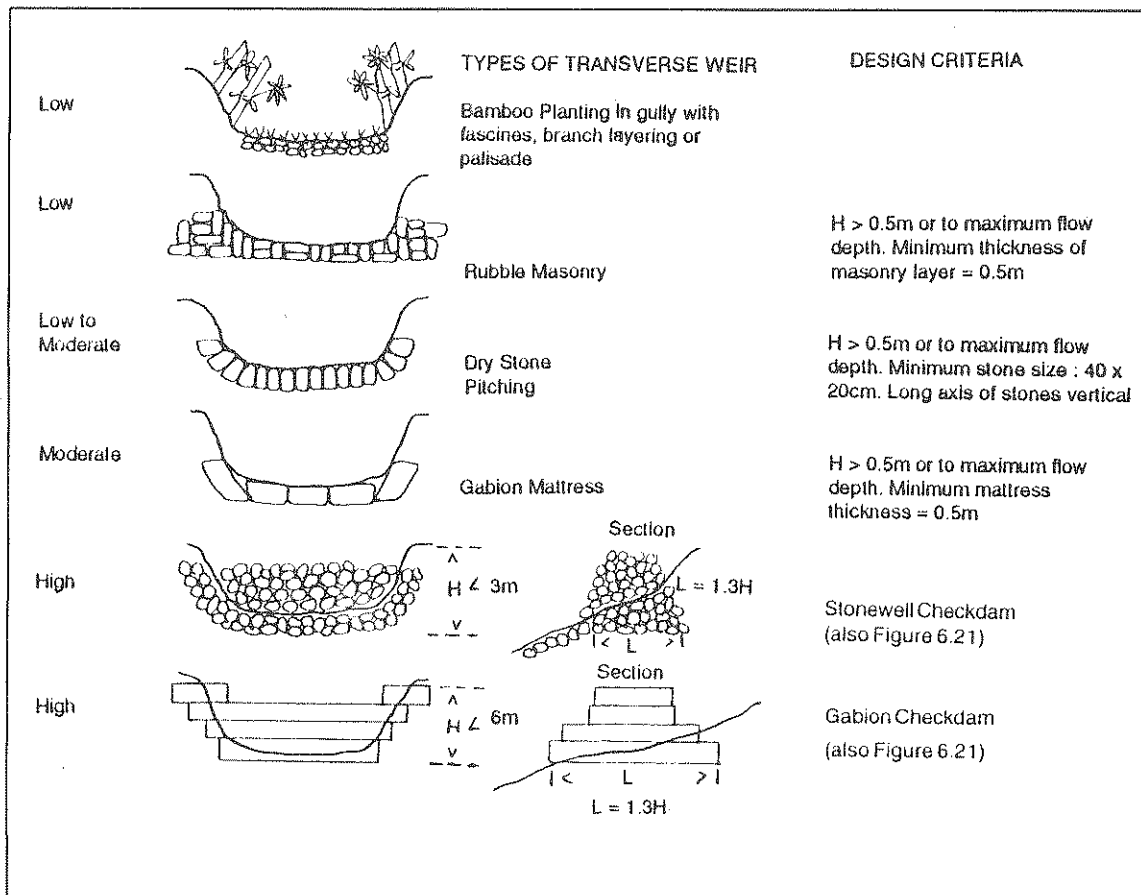 TYPES OF TRANSVERSE WEIR
DESIGN CRITERIA
Low
Bamboo Planting in gully with
fascines, branch layering or
palisade
Low
Rubble Masonry
H > 0.5m or to maximum flow
depth. Minimum thickness of
masonry layer = 0.5m
Low to
Moderate
Dry Stone
Pitching
H > 0.5m or to maximum flow
depth. Minimum stone size : 40 x
20cm. Long axis of stones vertical
Moderate
Gabion Mattress
H > 0.5m or to maximum flow
depth. Minimum mattress
thickness = 0.5m
High
H ∠ 3m
Section
L = 1.3H
L
Stonewell Checkdam
(also Figure 6.21)
High
H ∠ 6m
Section
L
L = 1.3H
Gabion Checkdam
(also Figure 6.21)